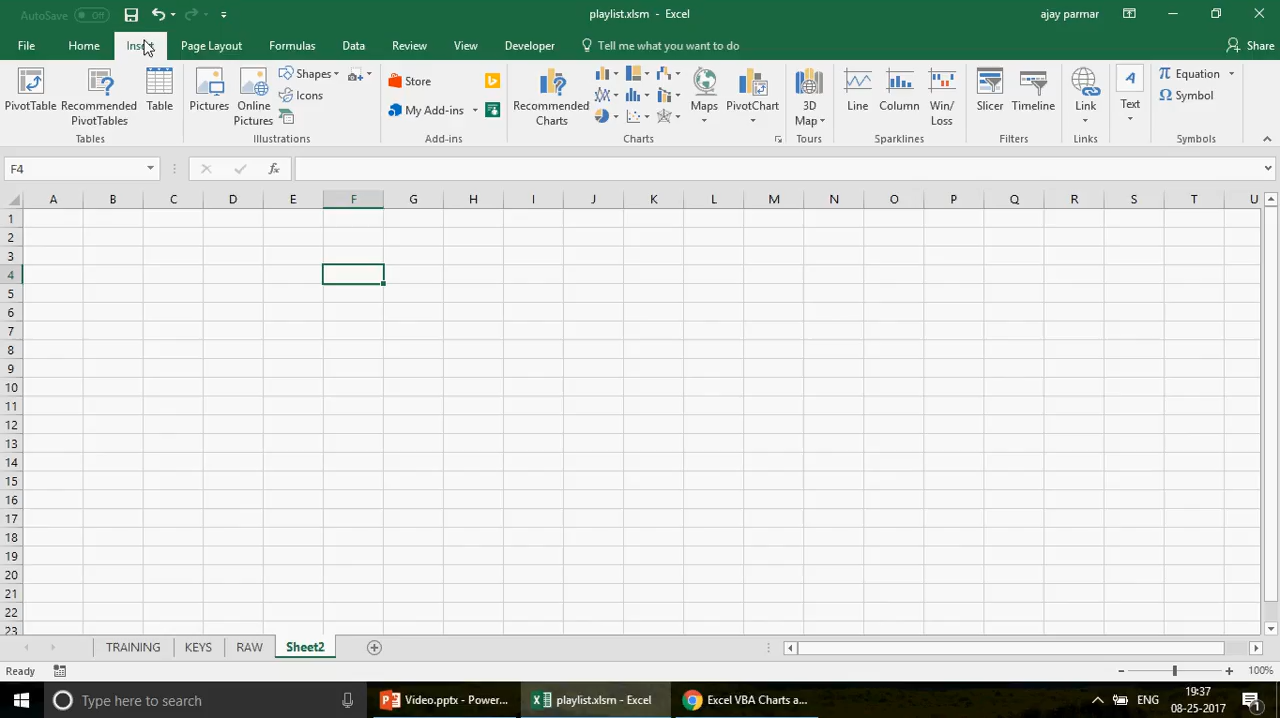 AutoSave Off
playlist.xlsm - Excel
ajay parmar
File Home Insert Page Layout Formulas Data Review View Developer Tell me what you want to do Share
PivotTable
Recommended
PivotTables
Table
Tables
Pictures
Online
Pictures
Shapes
Icons
Illustrations
Store
My Add-ins
Add-ins
Recommended
Charts
Maps
PivotChart
Charts
3D
Map
Tours
Line
Column
Win/
Loss
Sparklines
Slicer
Timeline
Filters
Link
Links
A
Text
π Equation
Ω Symbol
Symbols
F4
fx
A B C D E F G H I J K L M N O P Q R S T U
1
2
3
4
5
6
7
8
9
10
11
12
13
14
15
16
17
18
19
20
21
22
23
TRAINING KEYS RAW Sheet2
Ready
100%
Type here to search
Video.pptx - Power...
playlist.xlsm - Excel
Excel VBA Charts a...
ENG
19:37
08-25-2017
1